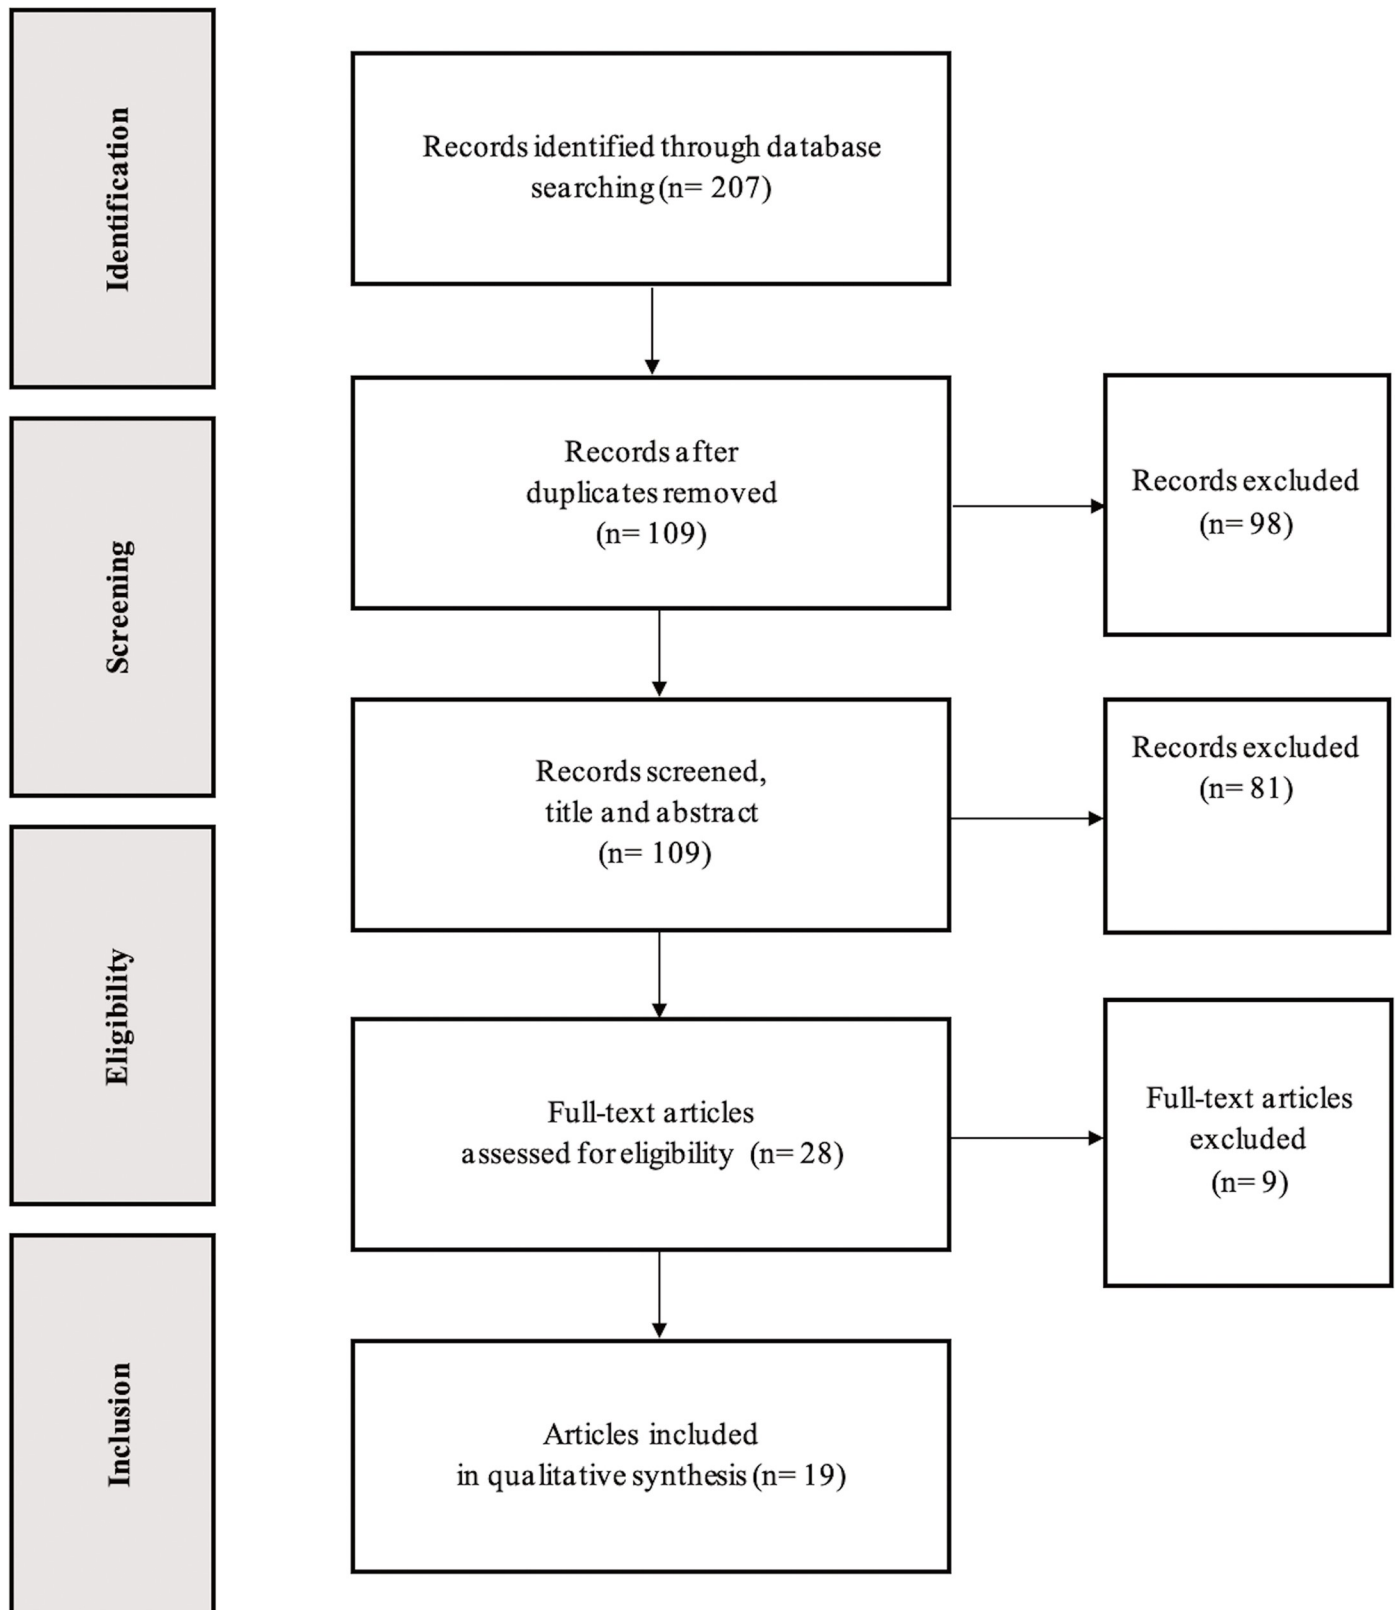 Identification
Records identified through database
searching (n= 207)
Records after
duplicates removed
(n= 109)
Records excluded
(n= 98)
Screening
Records screened,
title and abstract
(n= 109)
Records excluded
(n= 81)
Eligibility
Full-text articles
assessed for eligibility (n= 28)
Full-text articles
excluded
(n= 9)
Inclusion
Articles included
in qualitative synthesis (n= 19)